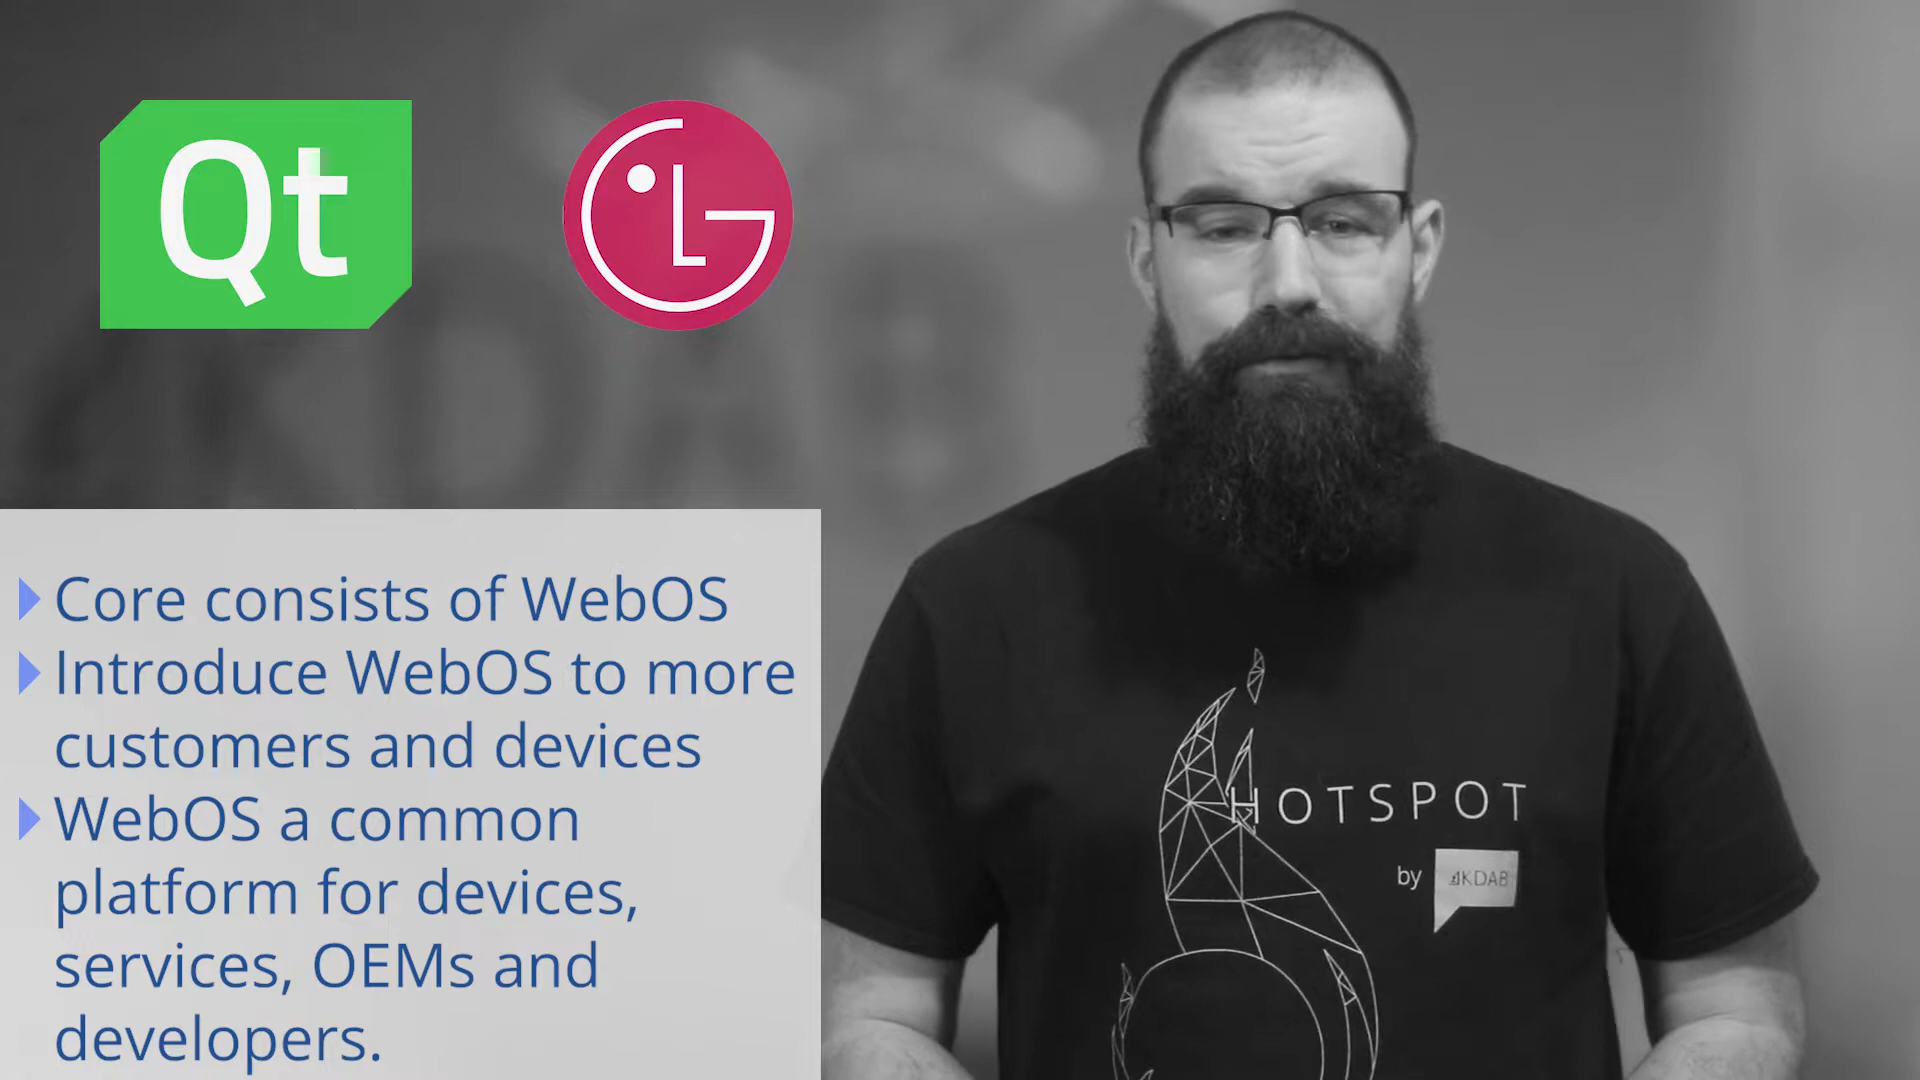 Qt
LG
KDAB
Core consists of WebOS
Introduce WebOS to more
customers and devices
WebOS a common
platform for devices,
services, OEMs and
developers.
HOTSPOT
by KDAB